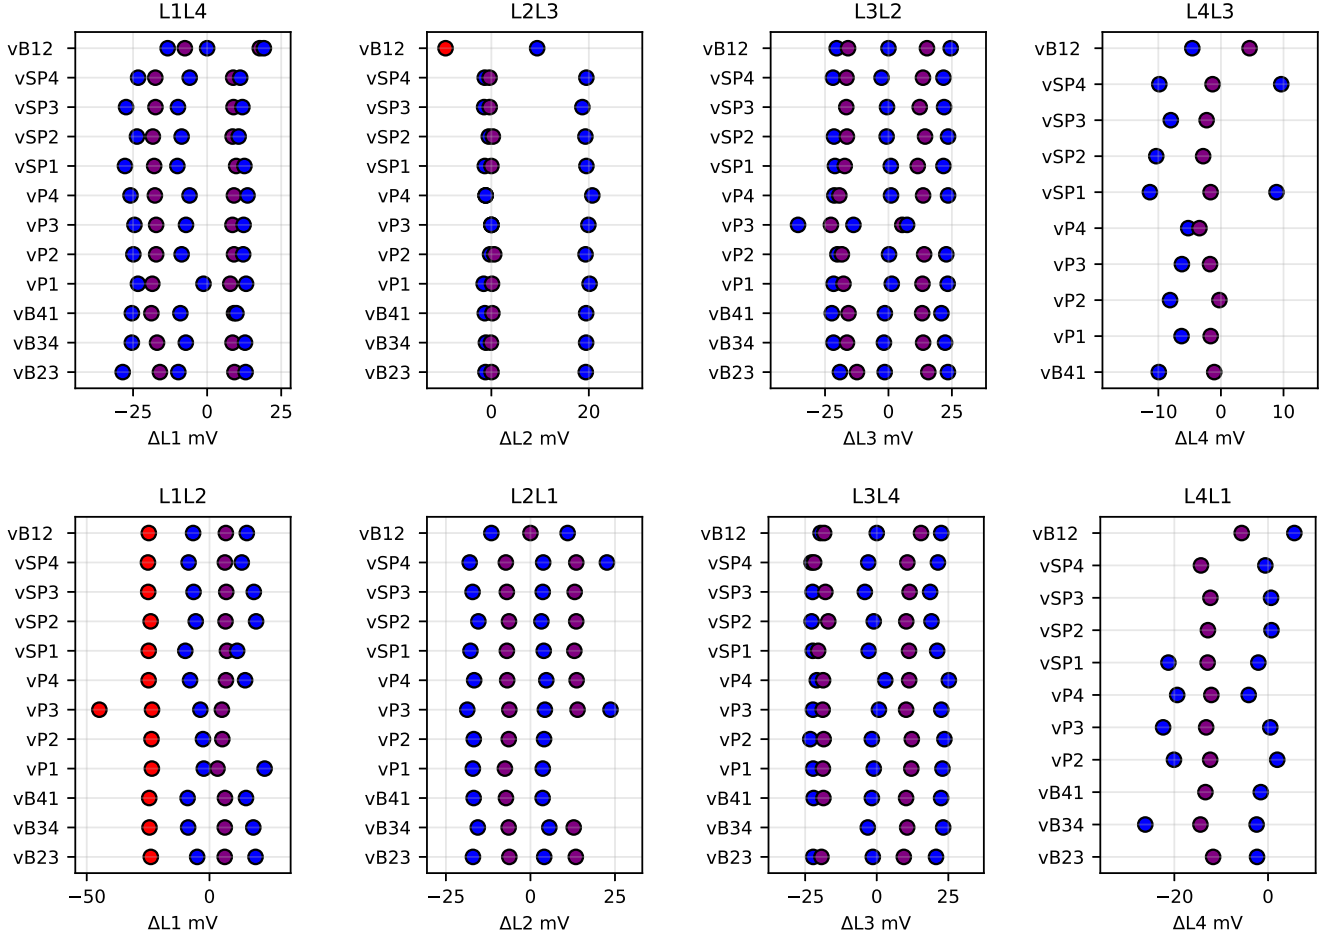 L1L4
L2L3
L3L2
L4L3
vB12
vSP4
vSP3
vSP2
vSP1
vP4
vP3
vP2
vP1
vB41
vB34
vB23
−25
0
25
ΔL1 mV
vB12
vSP4
vSP3
vSP2
vSP1
vP4
vP3
vP2
vP1
vB41
vB34
vB23
0
20
ΔL2 mV
vB12
vSP4
vSP3
vSP2
vSP1
vP4
vP3
vP2
vP1
vB41
vB34
vB23
−25
0
25
ΔL3 mV
vB12
vSP4
vSP3
vSP2
vSP1
vP4
vP3
vP2
vP1
vB41
−10
0
10
ΔL4 mV
L1L2
L2L1
L3L4
L4L1
vB12
vSP4
vSP3
vSP2
vSP1
vP4
vP3
vP2
vP1
vB41
vB34
vB23
−50
0
ΔL1 mV
vB12
vSP4
vSP3
vSP2
vSP1
vP4
vP3
vP2
vP1
vB41
vB34
vB23
−25
0
25
ΔL2 mV
vB12
vSP4
vSP3
vSP2
vSP1
vP4
vP3
vP2
vP1
vB41
vB34
vB23
−25
0
25
ΔL3 mV
vB12
vSP4
vSP3
vSP2
vSP1
vP4
vP3
vP2
vB41
vB34
vB23
−20
0
ΔL4 mV